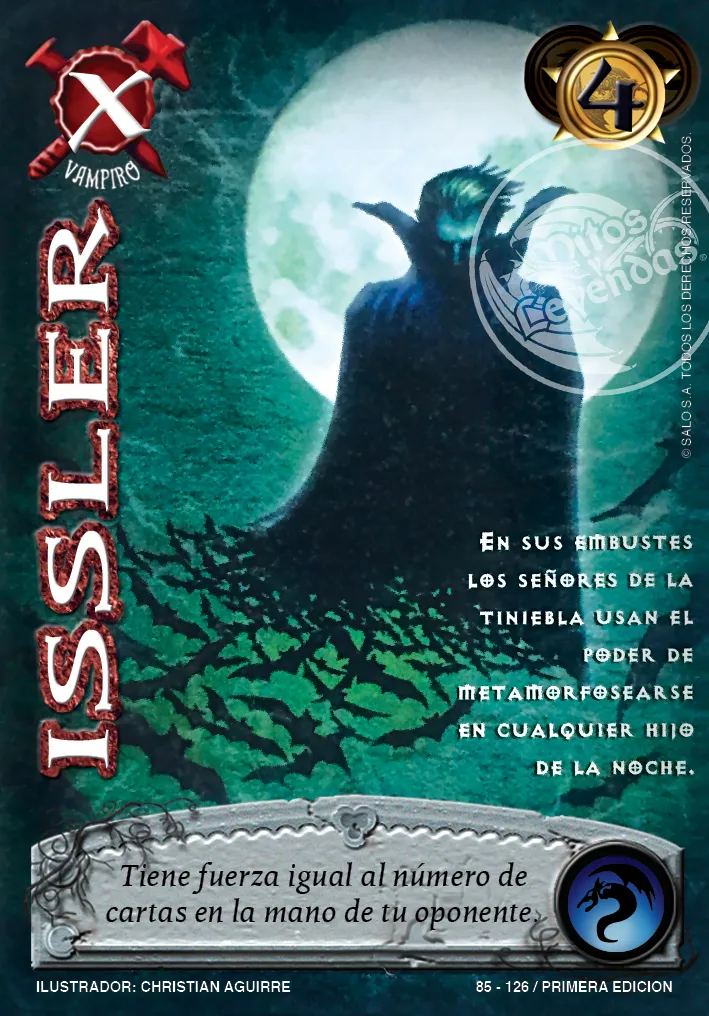 X
VAMPIRO
4
ISSLER
Mitos y
Leyendas
®
© SALO S.A. TODOS LOS DERECHOS RESERVADOS.
EN SUS EMBUSTES
LOS SEÑORES DE LA
TINIEBLA USAN EL
PODER DE
METAMORFOSEARSE
EN CUALQUIER HIJO
DE LA NOCHE.
Tiene fuerza igual al número de
cartas en la mano de tu oponente.
ILUSTRADOR: CHRISTIAN AGUIRRE
85 - 126 / PRIMERA EDICION